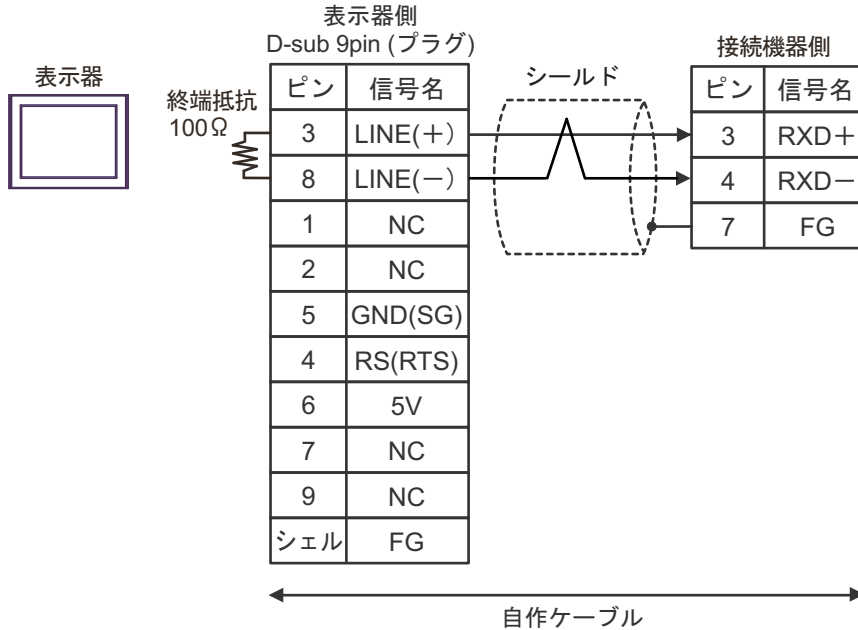 表示器側
D-sub 9pin (プラグ)
接続機器側
表示器
終端抵抗
100Ω
シールド
ピン 信号名
3 LINE(+)
8 LINE(-)
1 NC
2 NC
5 GND(SG)
4 RS(RTS)
6 5V
7 NC
9 NC
シェル FG
ピン 信号名
3 RXD+
4 RXD-
7 FG
自作ケーブル